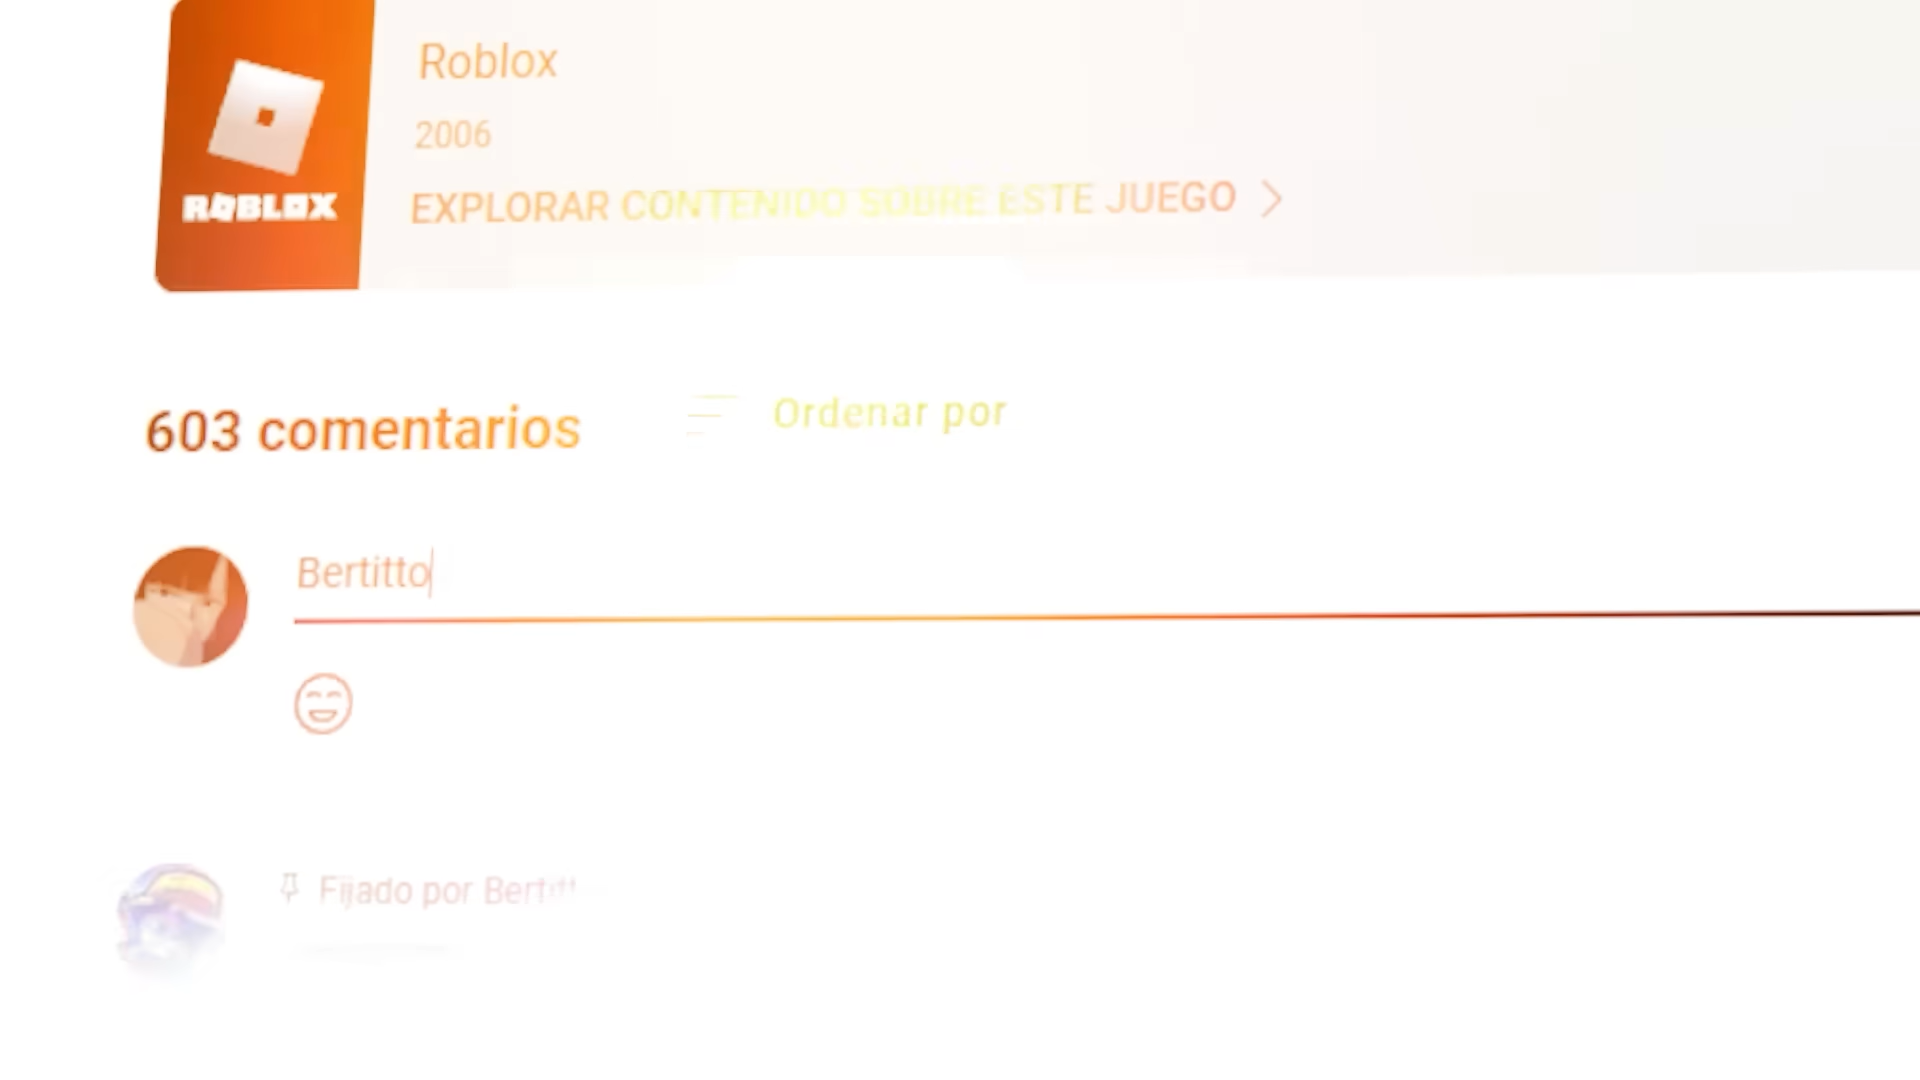 Roblox
2006
EXPLORAR CONTENIDO SOBRE ESTE JUEGO
ROBLOX
603 comentarios
Ordenar por
Bertitto
Fijado por